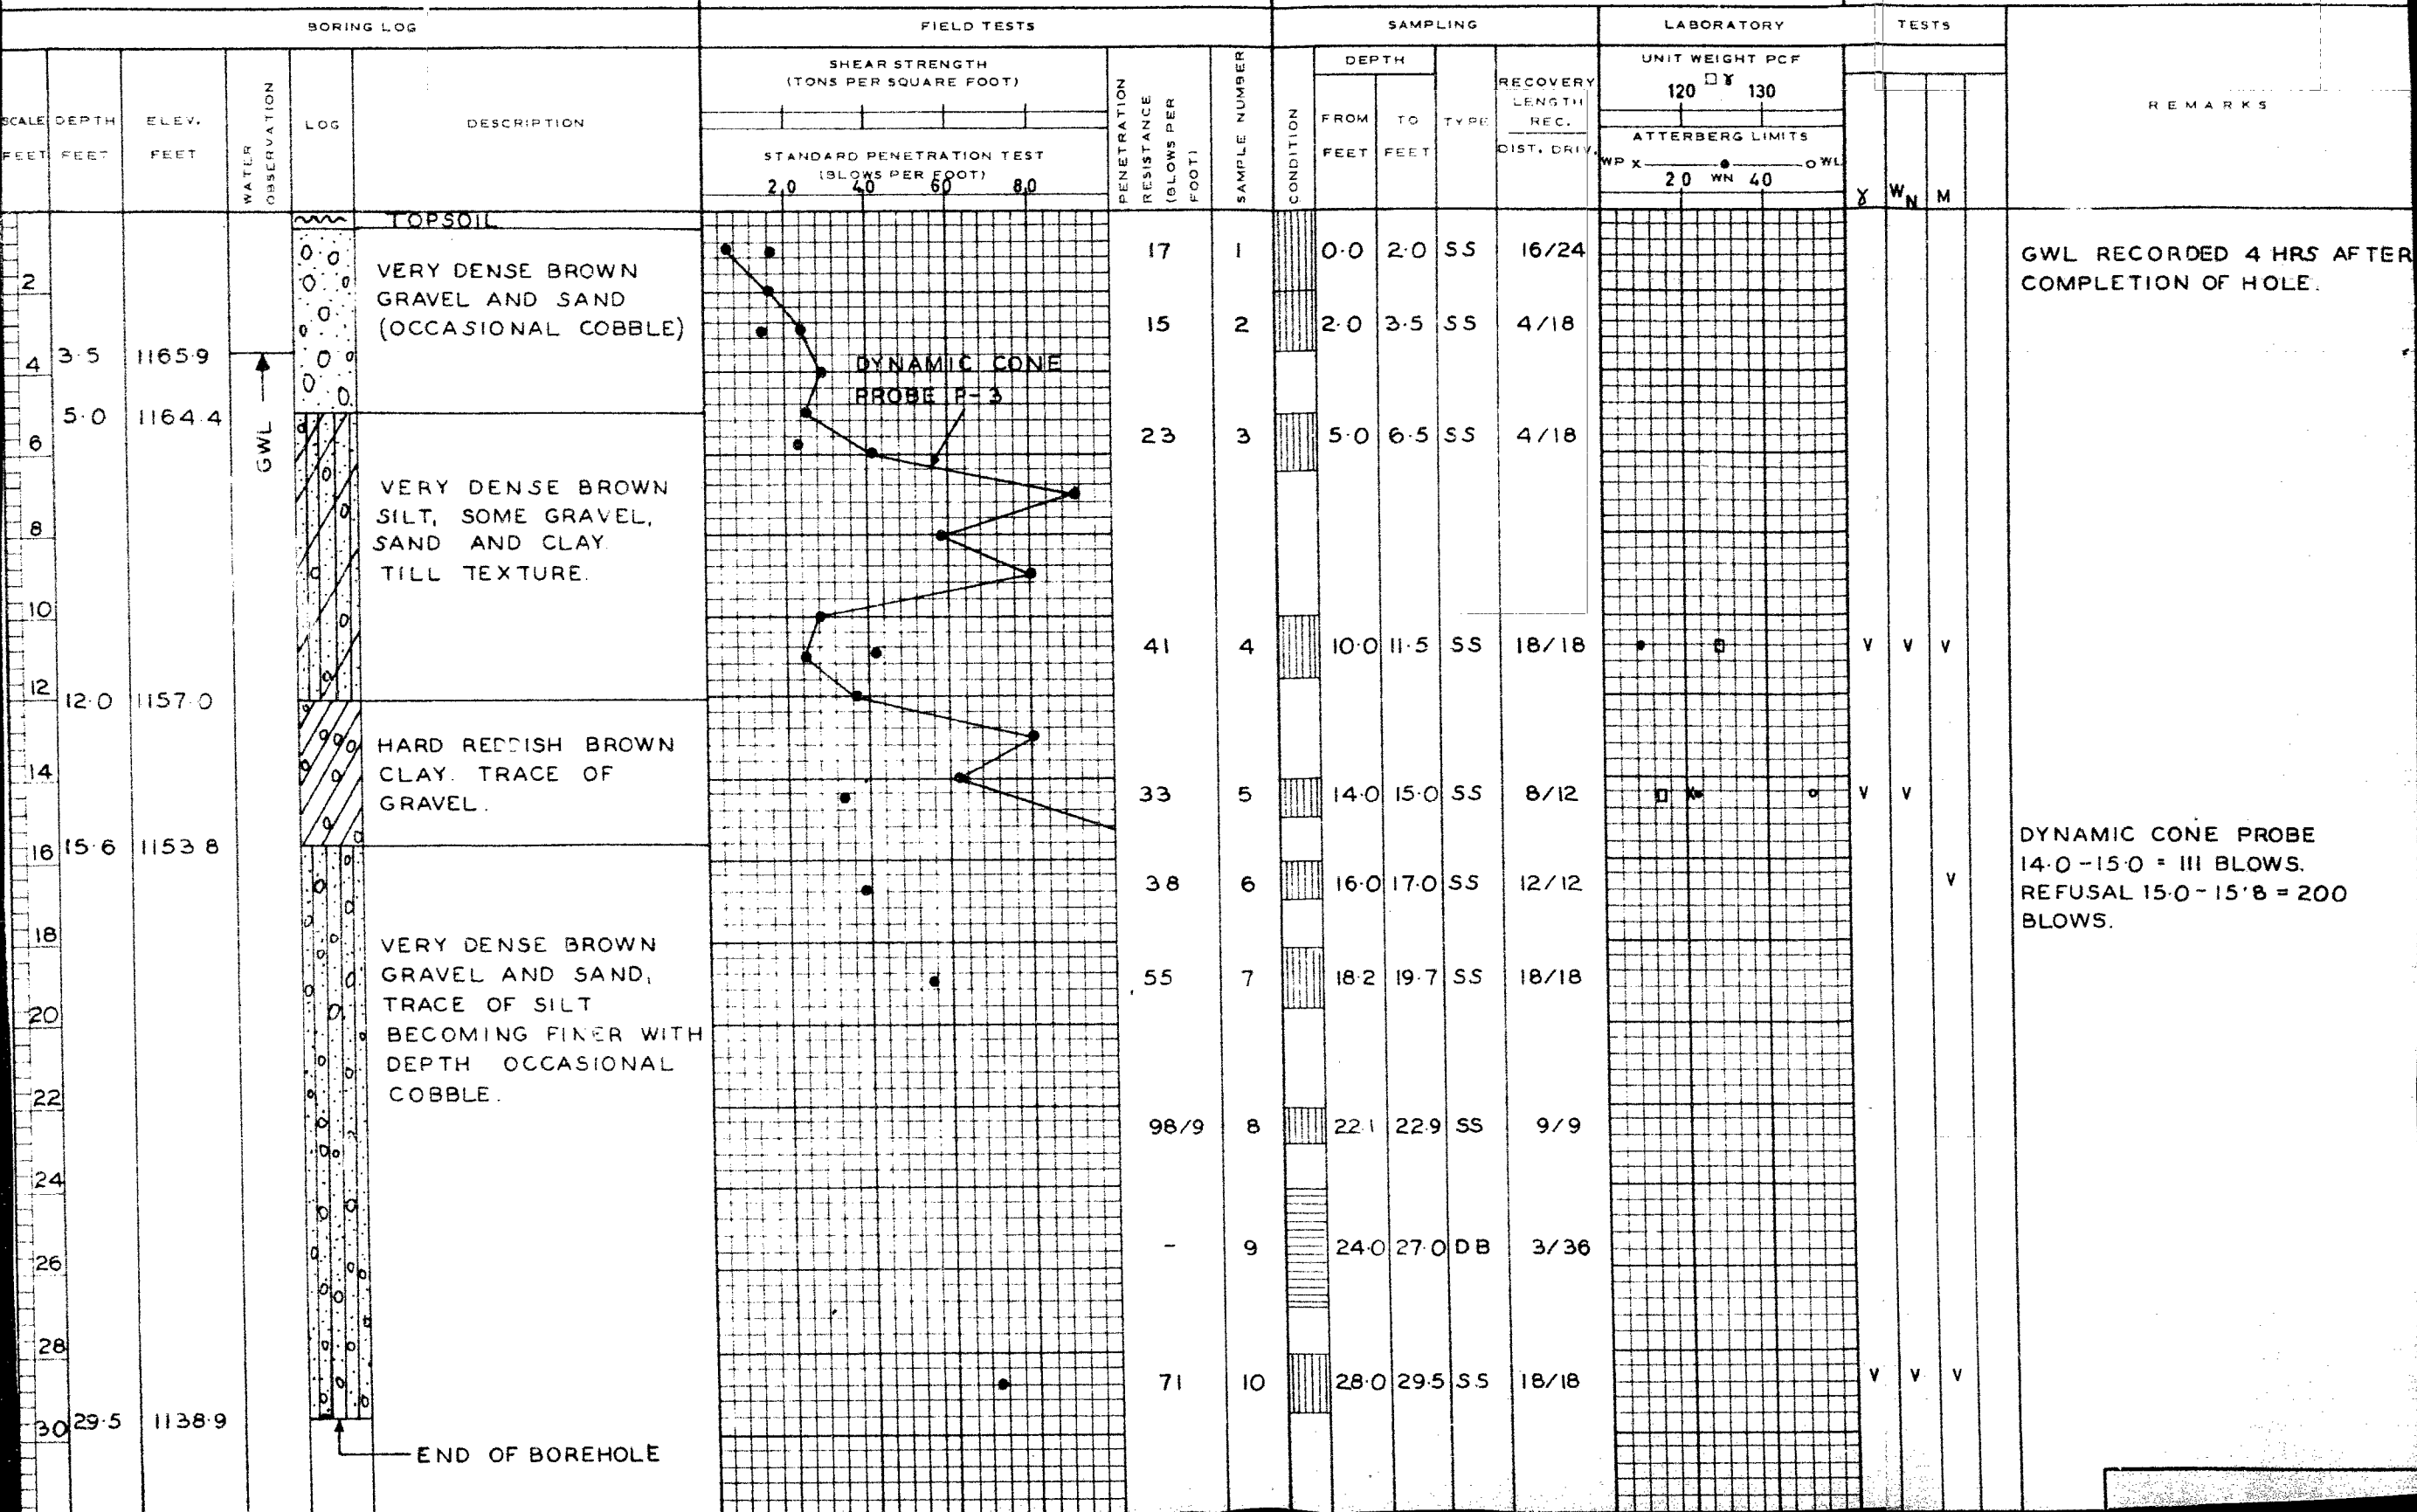 BORING LOG
FIELD TESTS
SAMPLING
LABORATORY TESTS
SCALE FEET
DEPTH FEET
ELEV. FEET
WATER OBSERVATION
LOG
DESCRIPTION
SHEAR STRENGTH
(TONS PER SQUARE FOOT)
STANDARD PENETRATION TEST
(BLOWS PER FOOT)
20 40 60 80
PENETRATION RESISTANCE (BLOWS PER FOOT)
SAMPLE NUMBER
CONDITION
DEPTH
FROM FEET
TO FEET
TYPE
RECOVERY
LENGTH REC.
DIST. DRIV.
UNIT WEIGHT PCF
□ γ
120 130
ATTERBERG LIMITS
WP X ● O WL
20 WN 40
γ WN M
REMARKS
TOPSOIL
VERY DENSE BROWN
GRAVEL AND SAND
(OCCASIONAL COBBLE)
17 1 0·0 2·0 SS 16/24
GWL RECORDED 4 HRS AFTER
COMPLETION OF HOLE.
2
15 2 2·0 3·5 SS 4/18
4 3·5 1165·9
GWL
DYNAMIC CONE
PROBE P-3
5·0 1164·4
6
23 3 5·0 6·5 SS 4/18
VERY DENSE BROWN
SILT, SOME GRAVEL,
SAND AND CLAY.
TILL TEXTURE.
8
10
41 4 10·0 11·5 SS 18/18 V V V
12 12·0 1157·0
HARD REDDISH BROWN
CLAY. TRACE OF
GRAVEL.
14
33 5 14·0 15·0 SS 8/12 V V
16 15·6 1153 8
DYNAMIC CONE PROBE
14·0-15·0 = 111 BLOWS.
REFUSAL 15·0-15'8 = 200
BLOWS.
38 6 16·0 17·0 SS 12/12 V
18
VERY DENSE BROWN
GRAVEL AND SAND,
TRACE OF SILT
BECOMING FINER WITH
DEPTH OCCASIONAL
COBBLE.
55 7 18·2 19·7 SS 18/18
20
22
98/9 8 22·1 22·9 SS 9/9
24
- 9 24·0 27·0 DB 3/36
26
28
71 10 28·0 29·5 SS 18/18 V V V
30 29·5 1138·9
END OF BOREHOLE